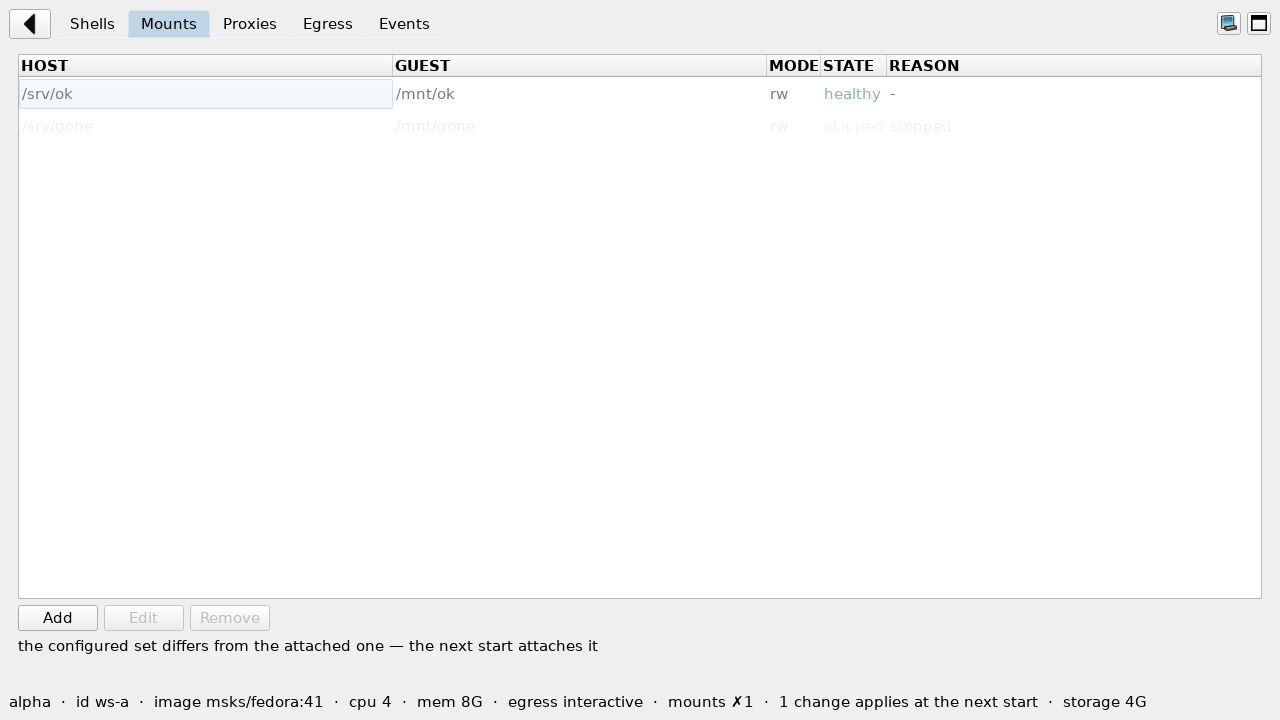 Shells Mounts Proxies Egress Events
HOST GUEST MODE STATE REASON
/srv/ok /mnt/ok rw healthy -
/srv/gone /mnt/gone rw skipped stopped
Add Edit Remove
the configured set differs from the attached one — the next start attaches it
alpha · id ws-a · image msks/fedora:41 · cpu 4 · mem 8G · egress interactive · mounts ✗1 · 1 change applies at the next start · storage 4G